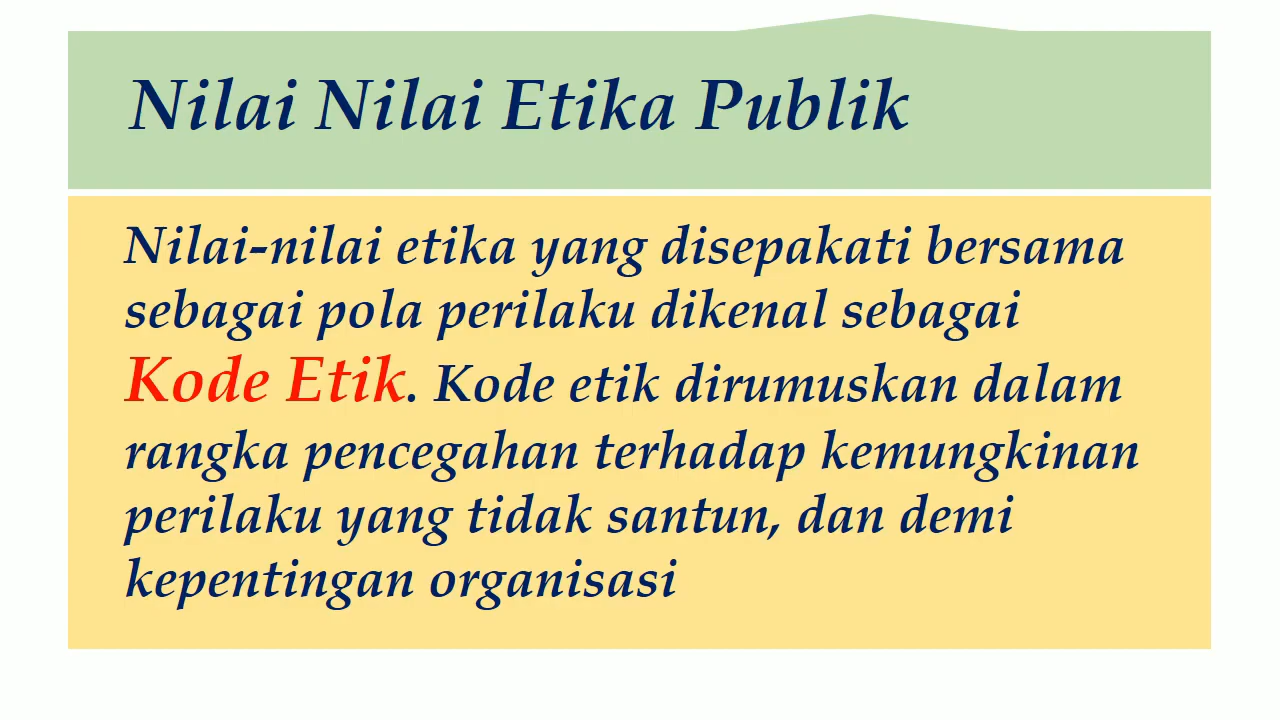 Nilai Nilai Etika Publik
Nilai-nilai etika yang disepakati bersama
sebagai pola perilaku dikenal sebagai
Kode Etik. Kode etik dirumuskan dalam
rangka pencegahan terhadap kemungkinan
perilaku yang tidak santun, dan demi
kepentingan organisasi